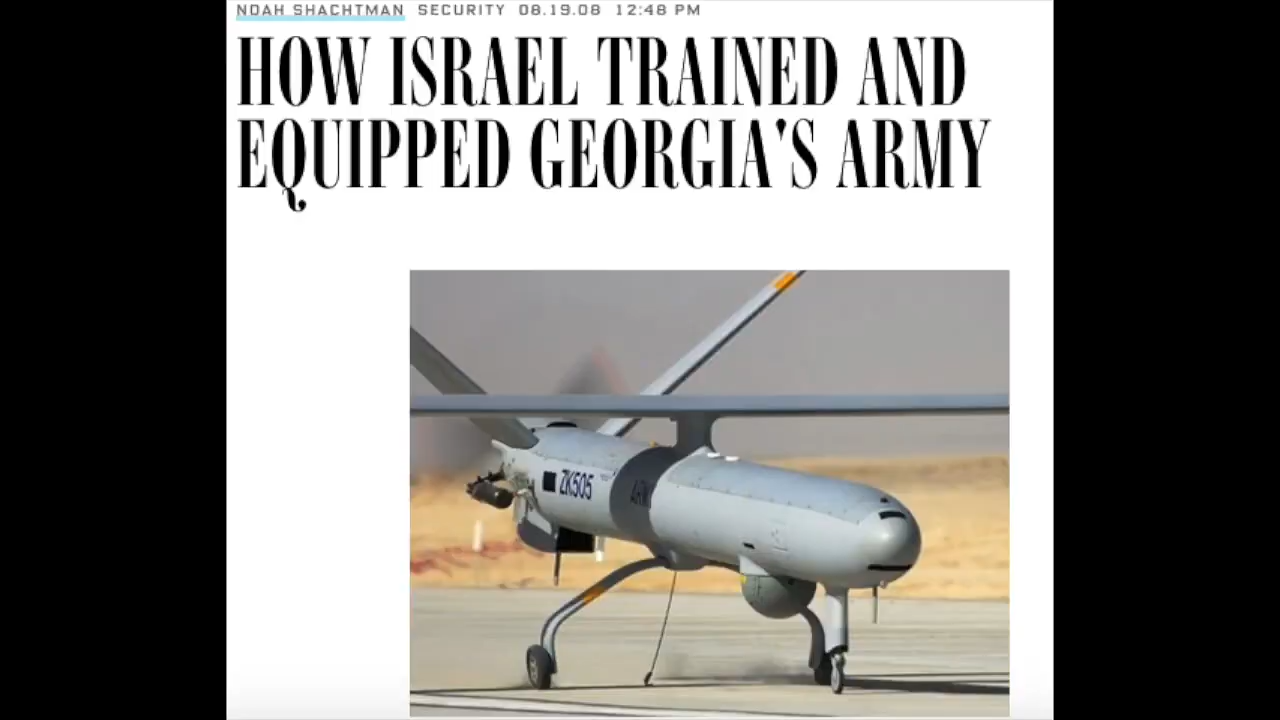 NOAH SHACHTMAN SECURITY 08.19.08 12:48 PM
HOW ISRAEL TRAINED AND
EQUIPPED GEORGIA'S ARMY
ZK505